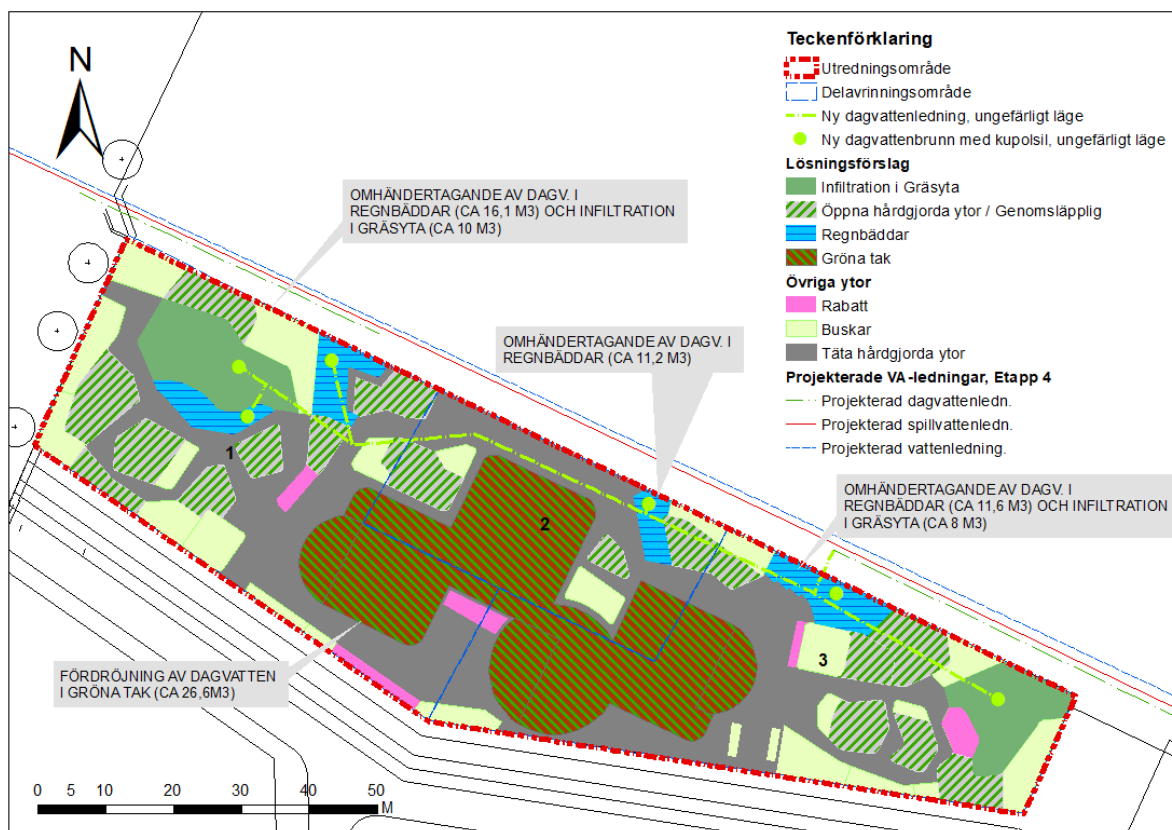 N
OMHÄNDERTAGANDE AV DAGV. I
REGNBÄDDAR (CA 16,1 M3) OCH INFILTRATION
I GRÄSYTA (CA 10 M3)
OMHÄNDERTAGANDE AV DAGV. I
REGNBÄDDAR (CA 11,2 M3)
OMHÄNDERTAGANDE AV DAGV. I
REGNBÄDDAR (CA 11,6 M3) OCH INFILTRATION
I GRÄSYTA (CA 8 M3)
FÖRDRÖJNING AV DAGVATTEN
I GRÖNA TAK (CA 26,6M3)
1
2
3
Teckenförklaring
Utredningsområde
Delavrinningsområde
Ny dagvattenledning, ungefärligt läge
Ny dagvattenbrunn med kupolsil, ungefärligt läge
Lösningsförslag
Infiltration i Gräsyta
Öppna hårdgjorda ytor / Genomsläpplig
Regnbäddar
Gröna tak
Övriga ytor
Rabatt
Buskar
Täta hårdgjorda ytor
Projekterade VA-ledningar, Etapp 4
Projekterad dagvattenledn.
Projekterad spillvattenledn.
Projekterad vattenledning.
0 5 10 20 30 40 50
M